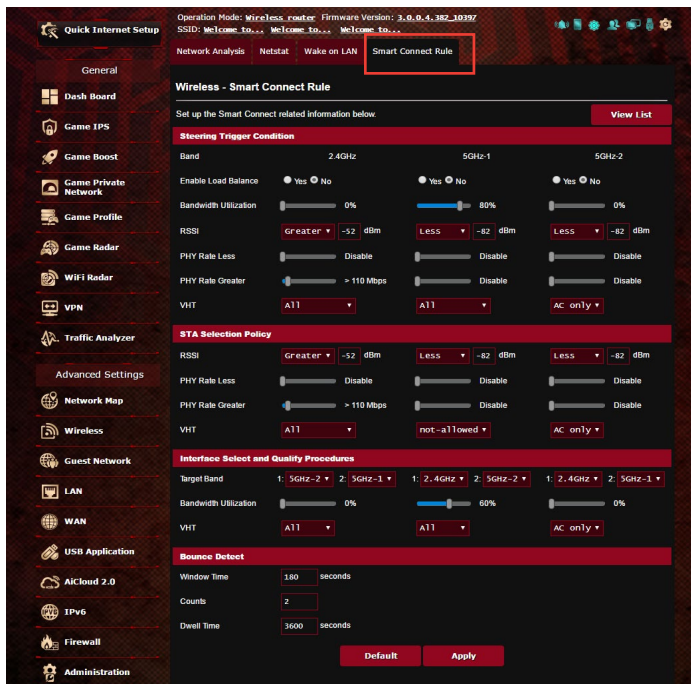 Quick Internet Setup
General
Dash Board
Game IPS
Game Boost
Game Private
Network
Game Profile
Game Radar
WiFi Radar
VPN
Traffic Analyzer
Advanced Settings
Network Map
Wireless
Guest Network
LAN
WAN
USB Application
AiCloud 2.0
IPv6
Firewall
Administration
Operation Mode: Wireless router Firmware Version: 3.0.0.4.382_10397
SSID: Welcome to... Welcome to... Welcome to...
Network Analysis Netstat Wake on LAN Smart Connect Rule
Wireless - Smart Connect Rule
Set up the Smart Connect related information below. View List
Steering Trigger Condition
Band 2.4GHz 5GHz-1 5GHz-2
Enable Load Balance Yes No Yes No Yes No
Bandwidth Utilization 0% 80% 0%
RSSI Greater -52 dBm Less -82 dBm Less -82 dBm
PHY Rate Less Disable Disable Disable
PHY Rate Greater > 110 Mbps Disable Disable
VHT All All AC only
STA Selection Policy
RSSI Greater -52 dBm Less -82 dBm Less -82 dBm
PHY Rate Less Disable Disable Disable
PHY Rate Greater > 110 Mbps Disable Disable
VHT All not-allowed AC only
Interface Select and Qualify Procedures
Target Band 1: 5GHz-2 2: 5GHz-1 1: 2.4GHz 2: 5GHz-2 1: 2.4GHz 2: 5GHz-1
Bandwidth Utilization 0% 60% 0%
VHT All All AC only
Bounce Detect
Window Time 180 seconds
Counts 2
Dwell Time 3600 seconds
Default Apply